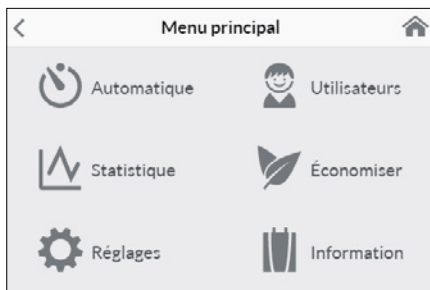 Menu principal
Automatique
Utilisateurs
Statistique
Économiser
Réglages
Information